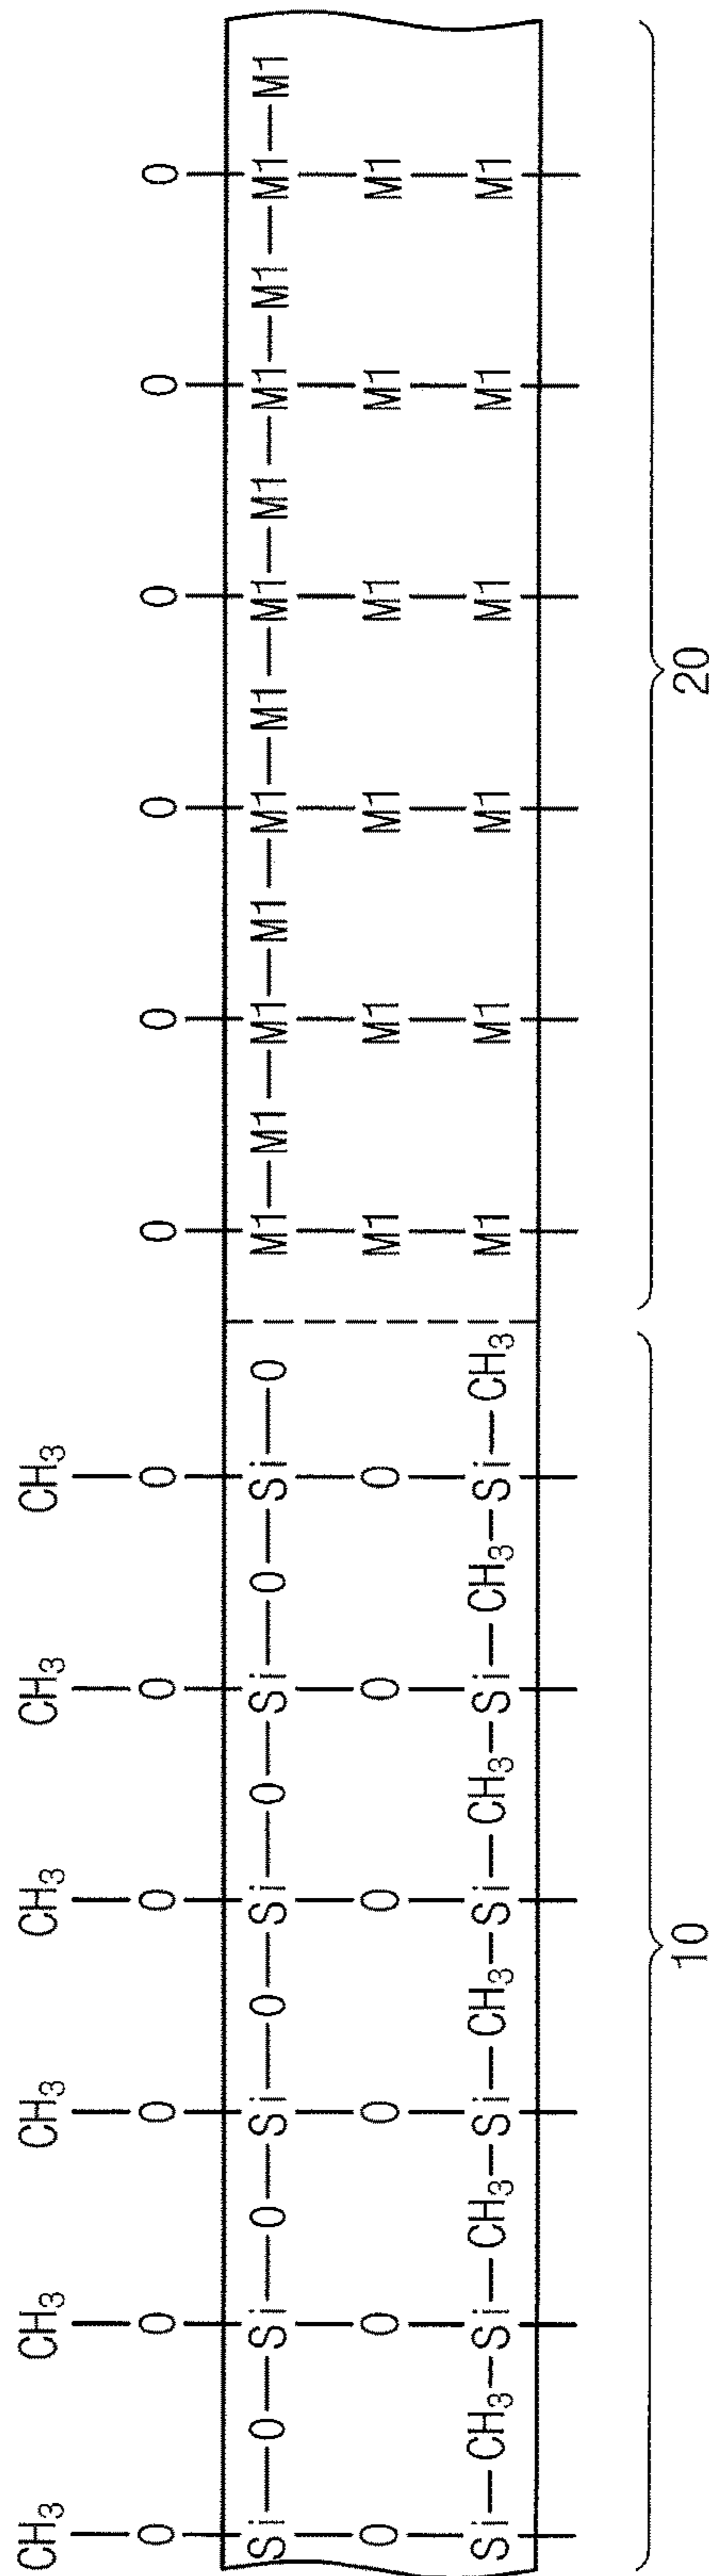 CH₃ CH₃ CH₃ CH₃ CH₃ CH₃
O O O O O O O O O O O O
Si—O—Si—O—Si—O—Si—O—Si—O—Si—O M1—M1—M1—M1—M1—M1—M1—M1—M1—M1—M1—M1
O O O O O O M1 M1 M1 M1 M1 M1
Si—CH₃—Si—CH₃—Si—CH₃—Si—CH₃—Si—CH₃—Si—CH₃ M1 M1 M1 M1 M1 M1
10 20